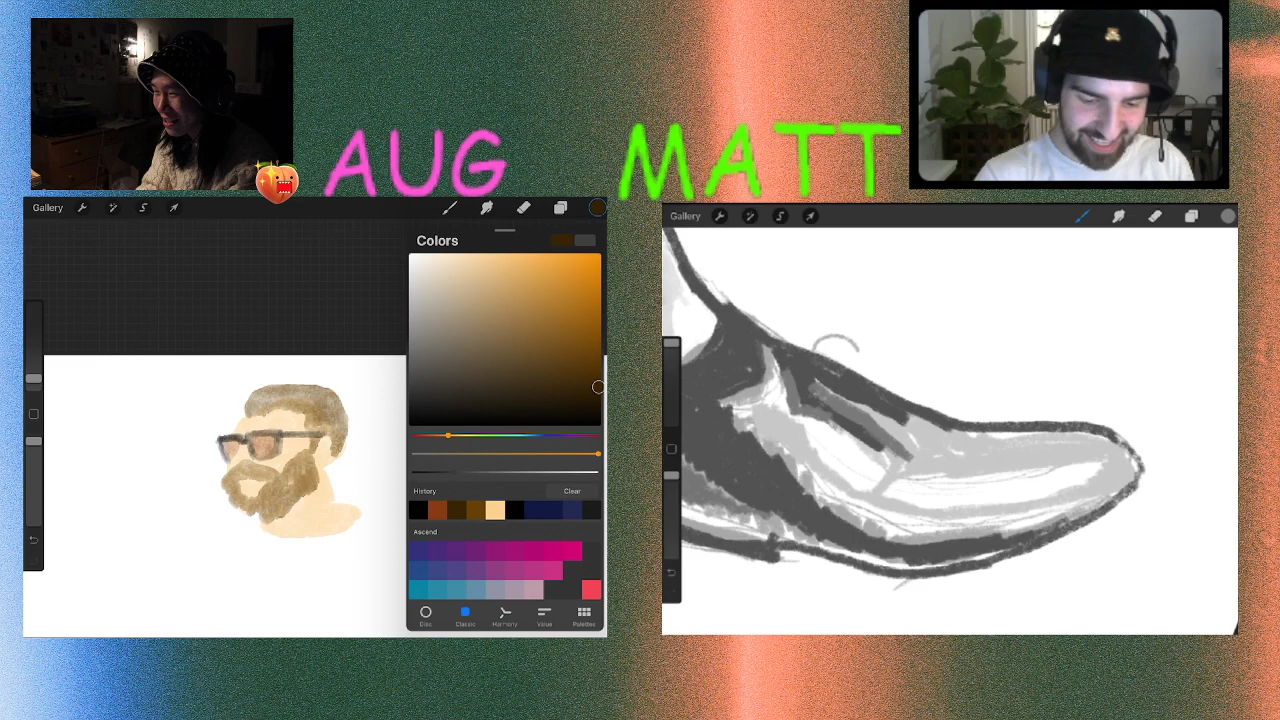 AUG
MATT
Gallery
Colors
History
Clear
Ascend
Disc
Classic
Harmony
Value
Palettes
Gallery